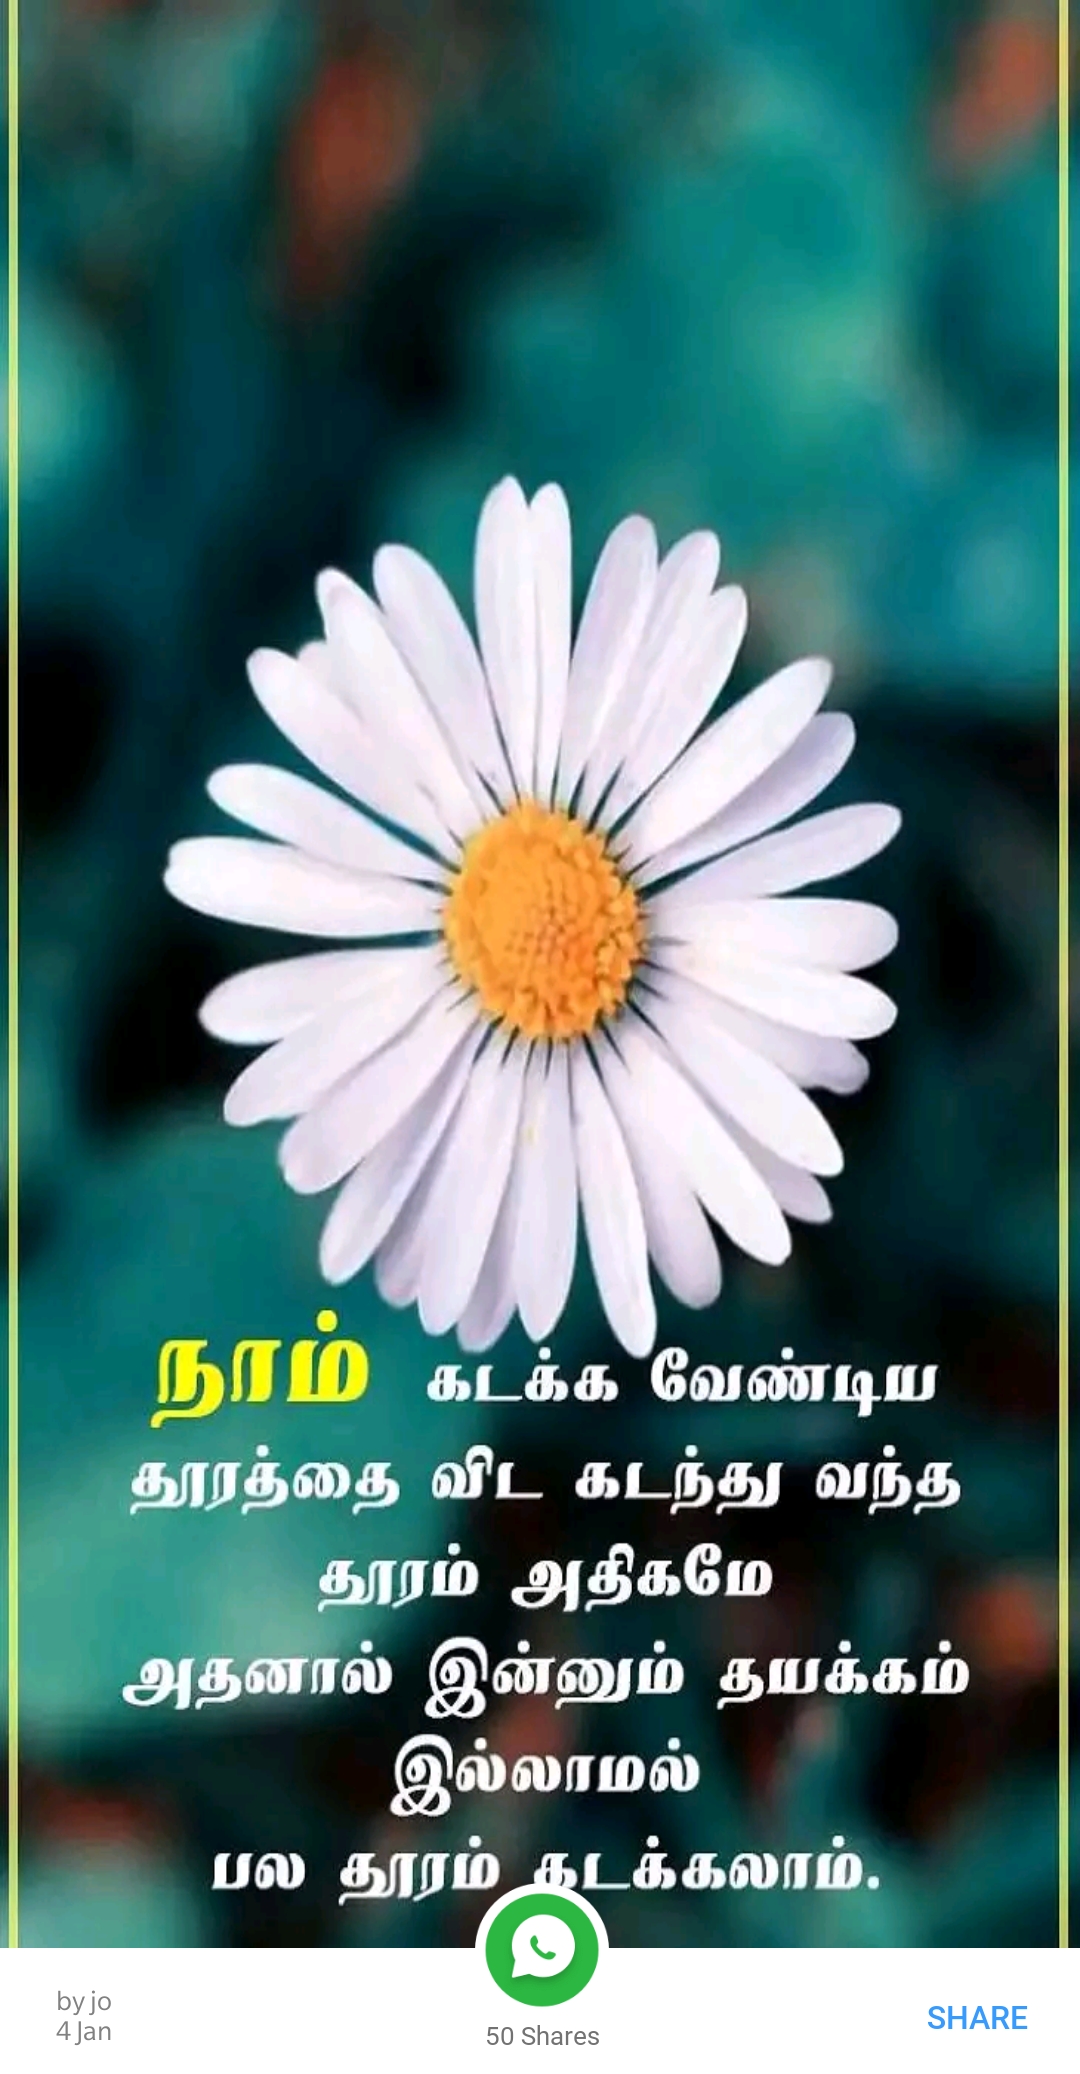 நாம் கடக்க வேண்டிய
தூரத்தை விட கடந்து வந்த
தூரம் அதிகமே
அதனால் இன்னும் தயக்கம்
இல்லாமல்
பல தூரம் கடக்கலாம்.
by jo
4 Jan
50 Shares
SHARE